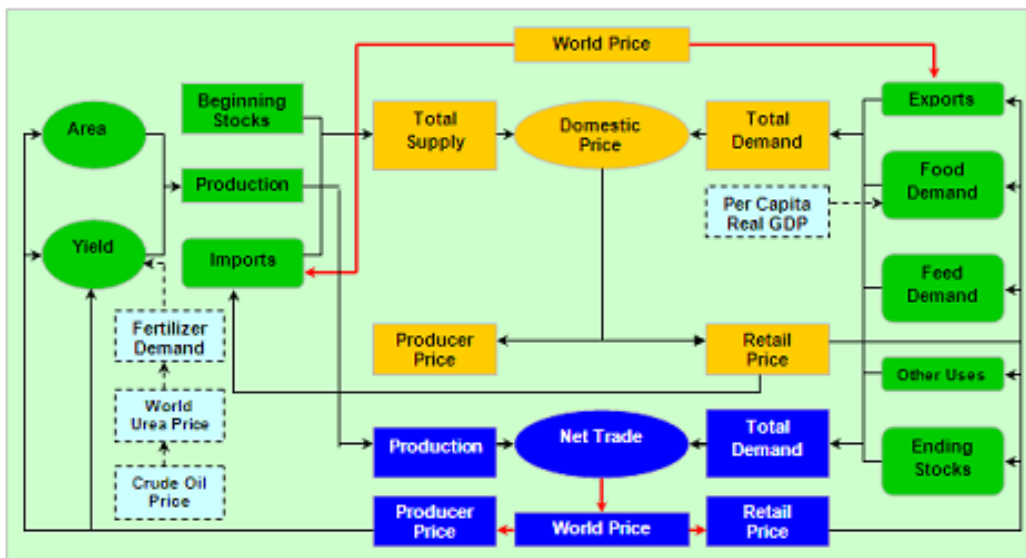 World Price
Area
Beginning
Stocks
Total
Supply
Domestic
Price
Total
Demand
Exports
Production
Food
Demand
Per Capita
Real GDP
Yield
Imports
Feed
Demand
Fertilizer
Demand
Producer
Price
Retail
Price
Other Uses
World
Urea Price
Production
Net Trade
Total
Demand
Ending
Stocks
Crude Oil
Price
Producer
Price
World Price
Retail
Price